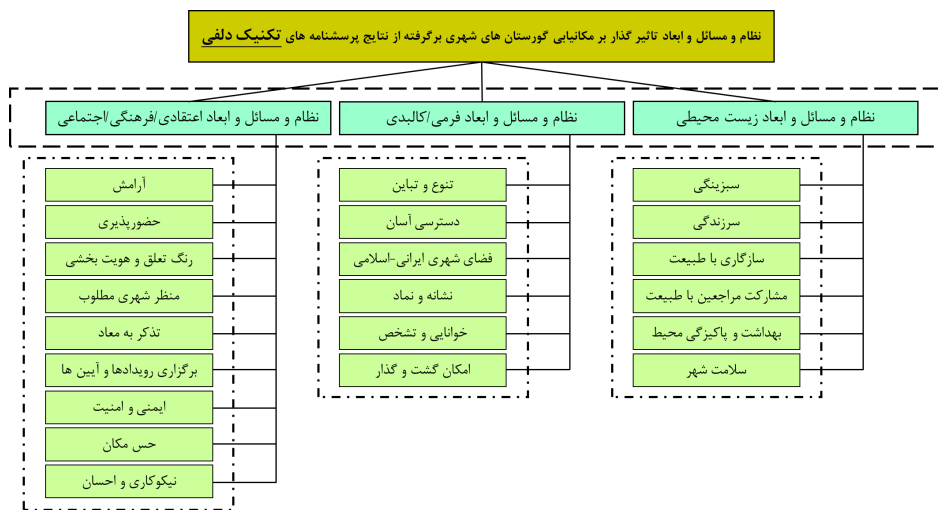 نظام و مسائل و ابعاد تاثیر گذار بر مکانیابی گورستان های شهری برگرفته از نتایج پرسشنامه های تکنیک دلفی
نظام و مسائل و ابعاد زیست محیطی
سبزینگی
سرزندگی
سازگاری با طبیعت
مشارکت مراجعین با طبیعت
بهداشت و پاکیزگی محیط
سلامت شهر
نظام و مسائل و ابعاد فرمی/کالبدی
تنوع و تباین
دسترسی آسان
فضای شهری ایرانی-اسلامی
نشانه و نماد
خوانایی و تشخص
امکان گشت و گذار
نظام و مسائل و ابعاد اعتقادی/فرهنگی/اجتماعی
آرامش
حضورپذیری
رنگ تعلق و هویت بخشی
منظر شهری مطلوب
تذکر به معاد
برگزاری رویدادها و آیین ها
ایمنی و امنیت
حس مکان
نیکوکاری و احسان